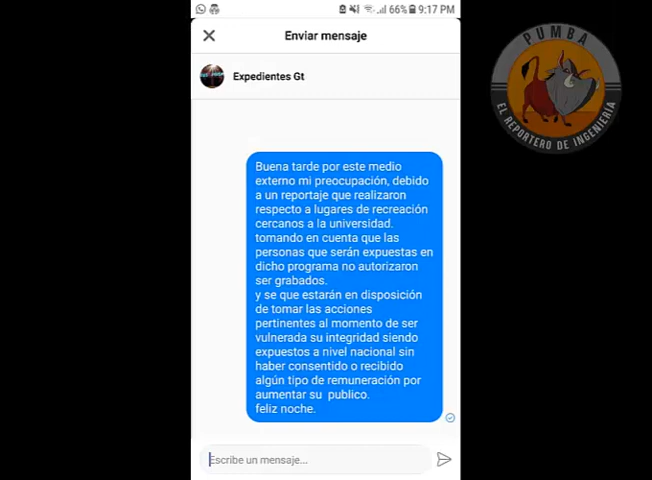 66% 9:17 PM
Enviar mensaje
Expedientes Gt
Buena tarde por este medio
externo mi preocupación, debido
a un reportaje que realizaron
respecto a lugares de recreación
cercanos a la universidad.
tomando en cuenta que las
personas que serán expuestas en
dicho programa no autorizaron
ser grabados.
y se que estarán en disposición
de tomar las acciones
pertinentes al momento de ser
vulnerada su integridad siendo
expuestos a nivel nacional sin
haber consentido o recibido
algún tipo de remuneración por
aumentar su publico.
feliz noche.
Escribe un mensaje...
PUMBA
EL REPORTERO DE INGENIERIA